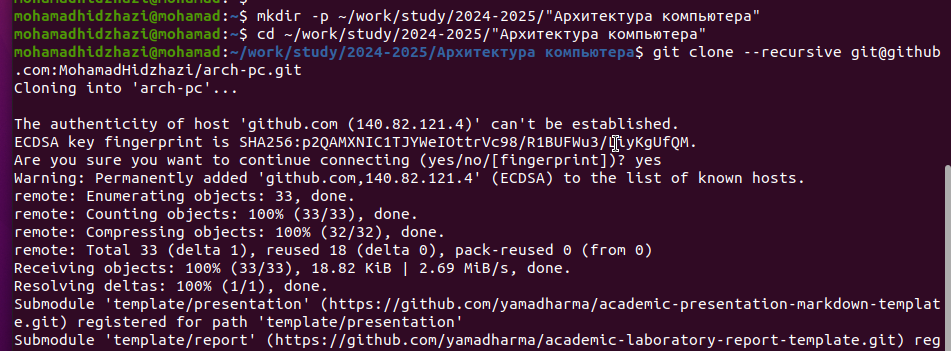 mohamadhidzhazi@mohamad:~$ mkdir -p ~/work/study/2024-2025/"Архитектура компьютера"
mohamadhidzhazi@mohamad:~$ cd ~/work/study/2024-2025/"Архитектура компьютера"
mohamadhidzhazi@mohamad:~/work/study/2024-2025/Архитектура компьютера$ git clone --recursive git@github
.com:MohamadHidzhazi/arch-pc.git
Cloning into 'arch-pc'...
The authenticity of host 'github.com (140.82.121.4)' can't be established.
ECDSA key fingerprint is
Are you sure you want to continue connecting (yes/no/[fingerprint])? yes
Warning: Permanently added 'github.com,140.82.121.4' (ECDSA) to the list of known hosts.
remote: Enumerating objects: 33, done.
remote: Counting objects: 100% (33/33), done.
remote: Compressing objects: 100% (32/32), done.
remote: Total 33 (delta 1), reused 18 (delta 0), pack-reused 0 (from 0)
Receiving objects: 100% (33/33), 18.82 KiB | 2.69 MiB/s, done.
Resolving deltas: 100% (1/1), done.
Submodule 'template/presentation' (https://github.com/yamadharma/academic-presentation-markdown-templat
e.git) registered for path 'template/presentation'
Submodule 'template/report' (https://github.com/yamadharma/academic-laboratory-report-template.git) reg